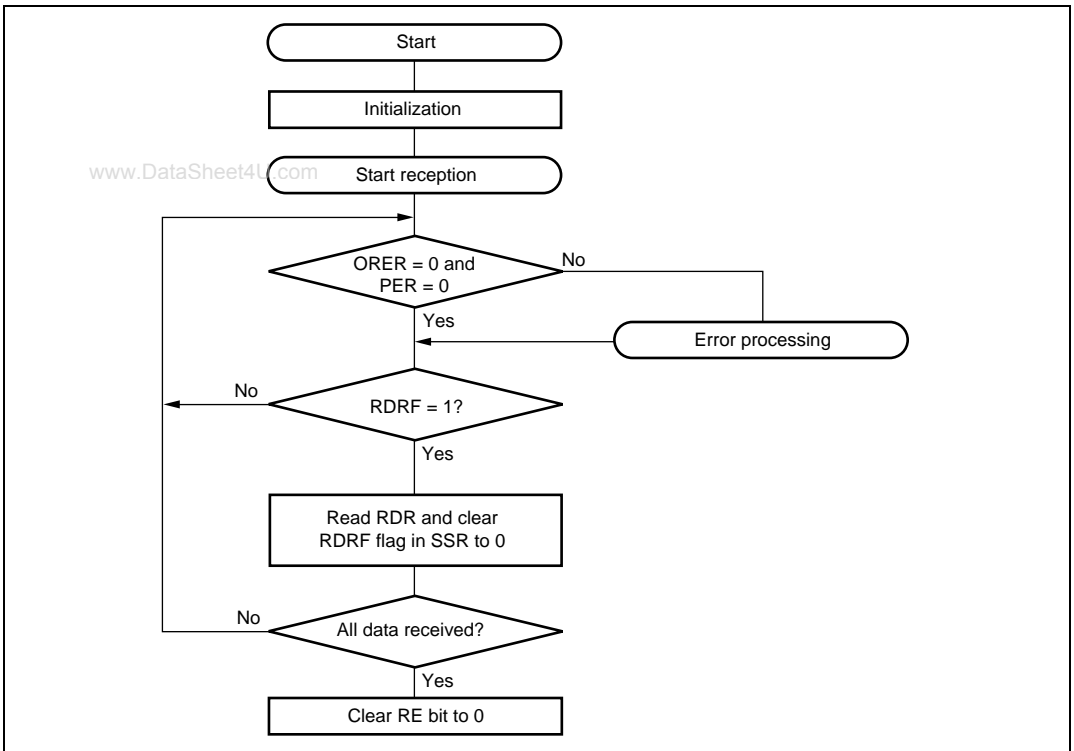 Start
Initialization
www.DataSheet4U.com
Start reception
ORER = 0 and
PER = 0
No
Yes
Error processing
No
RDRF = 1?
Yes
Read RDR and clear
RDRF flag in SSR to 0
No
All data received?
Yes
Clear RE bit to 0